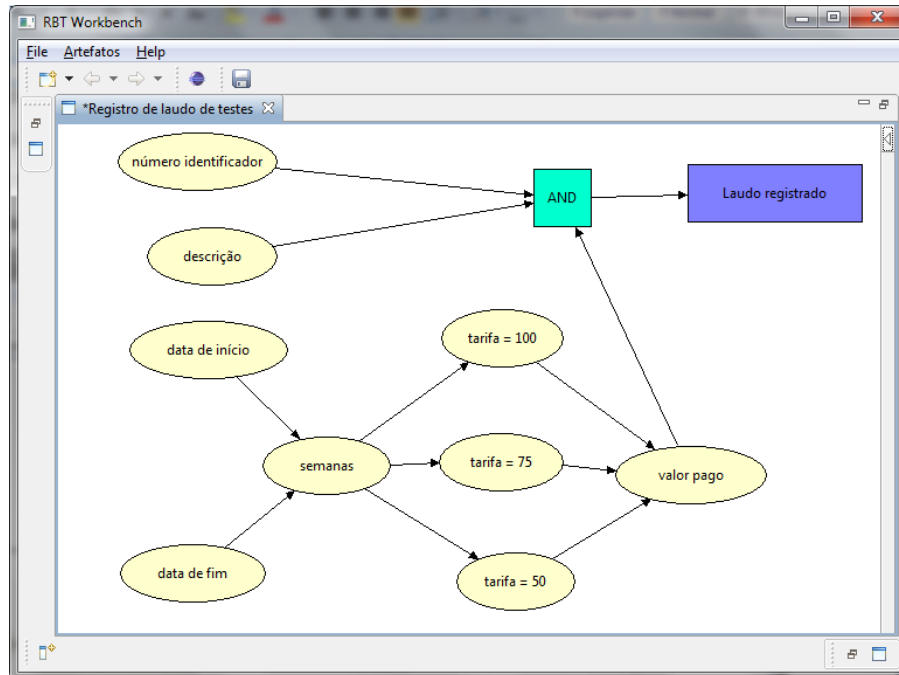 RBT Workbench
File Artefatos Help
*Registro de laudo de testes
número identificador
AND
Laudo registrado
descrição
data de início
tarifa = 100
semanas
tarifa = 75
valor pago
data de fim
tarifa = 50